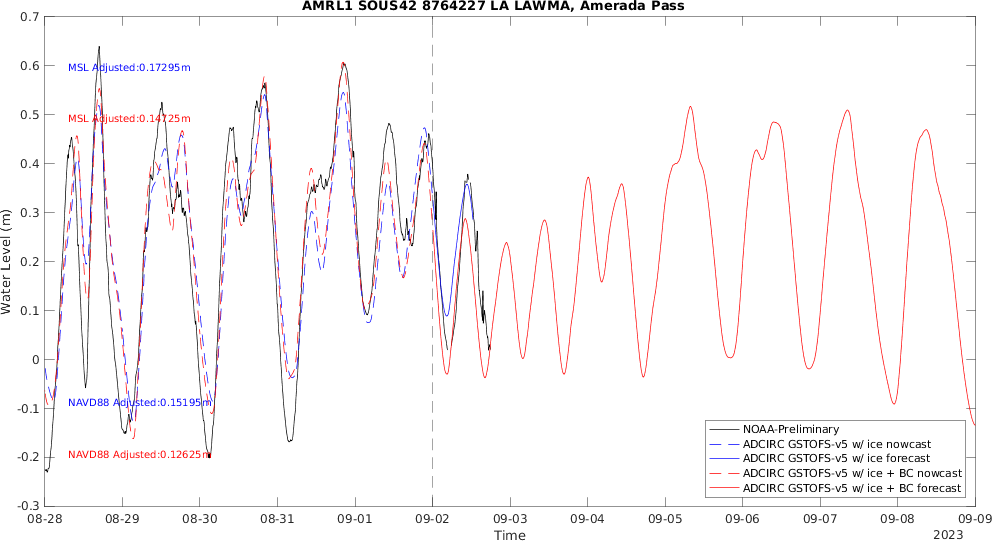 AMRL1 SOUS42 8764227 LA LAWMA, Amerada Pass
0.7
0.6
0.5
0.4
0.3
0.2
0.1
0
-0.1
-0.2
-0.3
Water Level (m)
MSL Adjusted:0.17295m
MSL Adjusted:0.14725m
NAVD88 Adjusted:0.15195m
NAVD88 Adjusted:0.12625m
NOAA-Preliminary
ADCIRC GSTOFS-v5 w/ ice nowcast
ADCIRC GSTOFS-v5 w/ ice forecast
ADCIRC GSTOFS-v5 w/ ice + BC nowcast
ADCIRC GSTOFS-v5 w/ ice + BC forecast
08-28 08-29 08-30 08-31 09-01 09-02 09-03 09-04 09-05 09-06 09-07 09-08 09-09
Time
2023